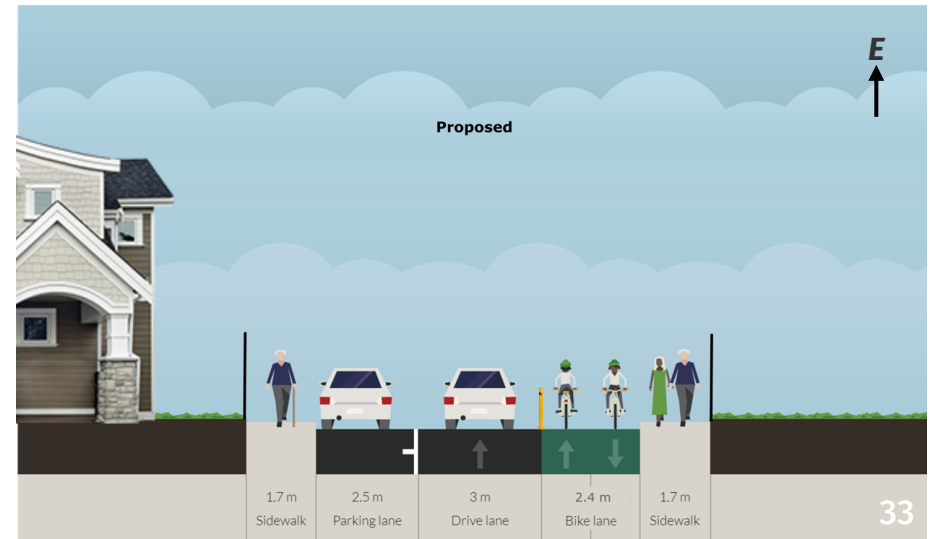 E
Proposed
1.7 m
Sidewalk
2.5 m
Parking lane
3 m
Drive lane
2.4 m
Bike lane
1.7 m
Sidewalk
33